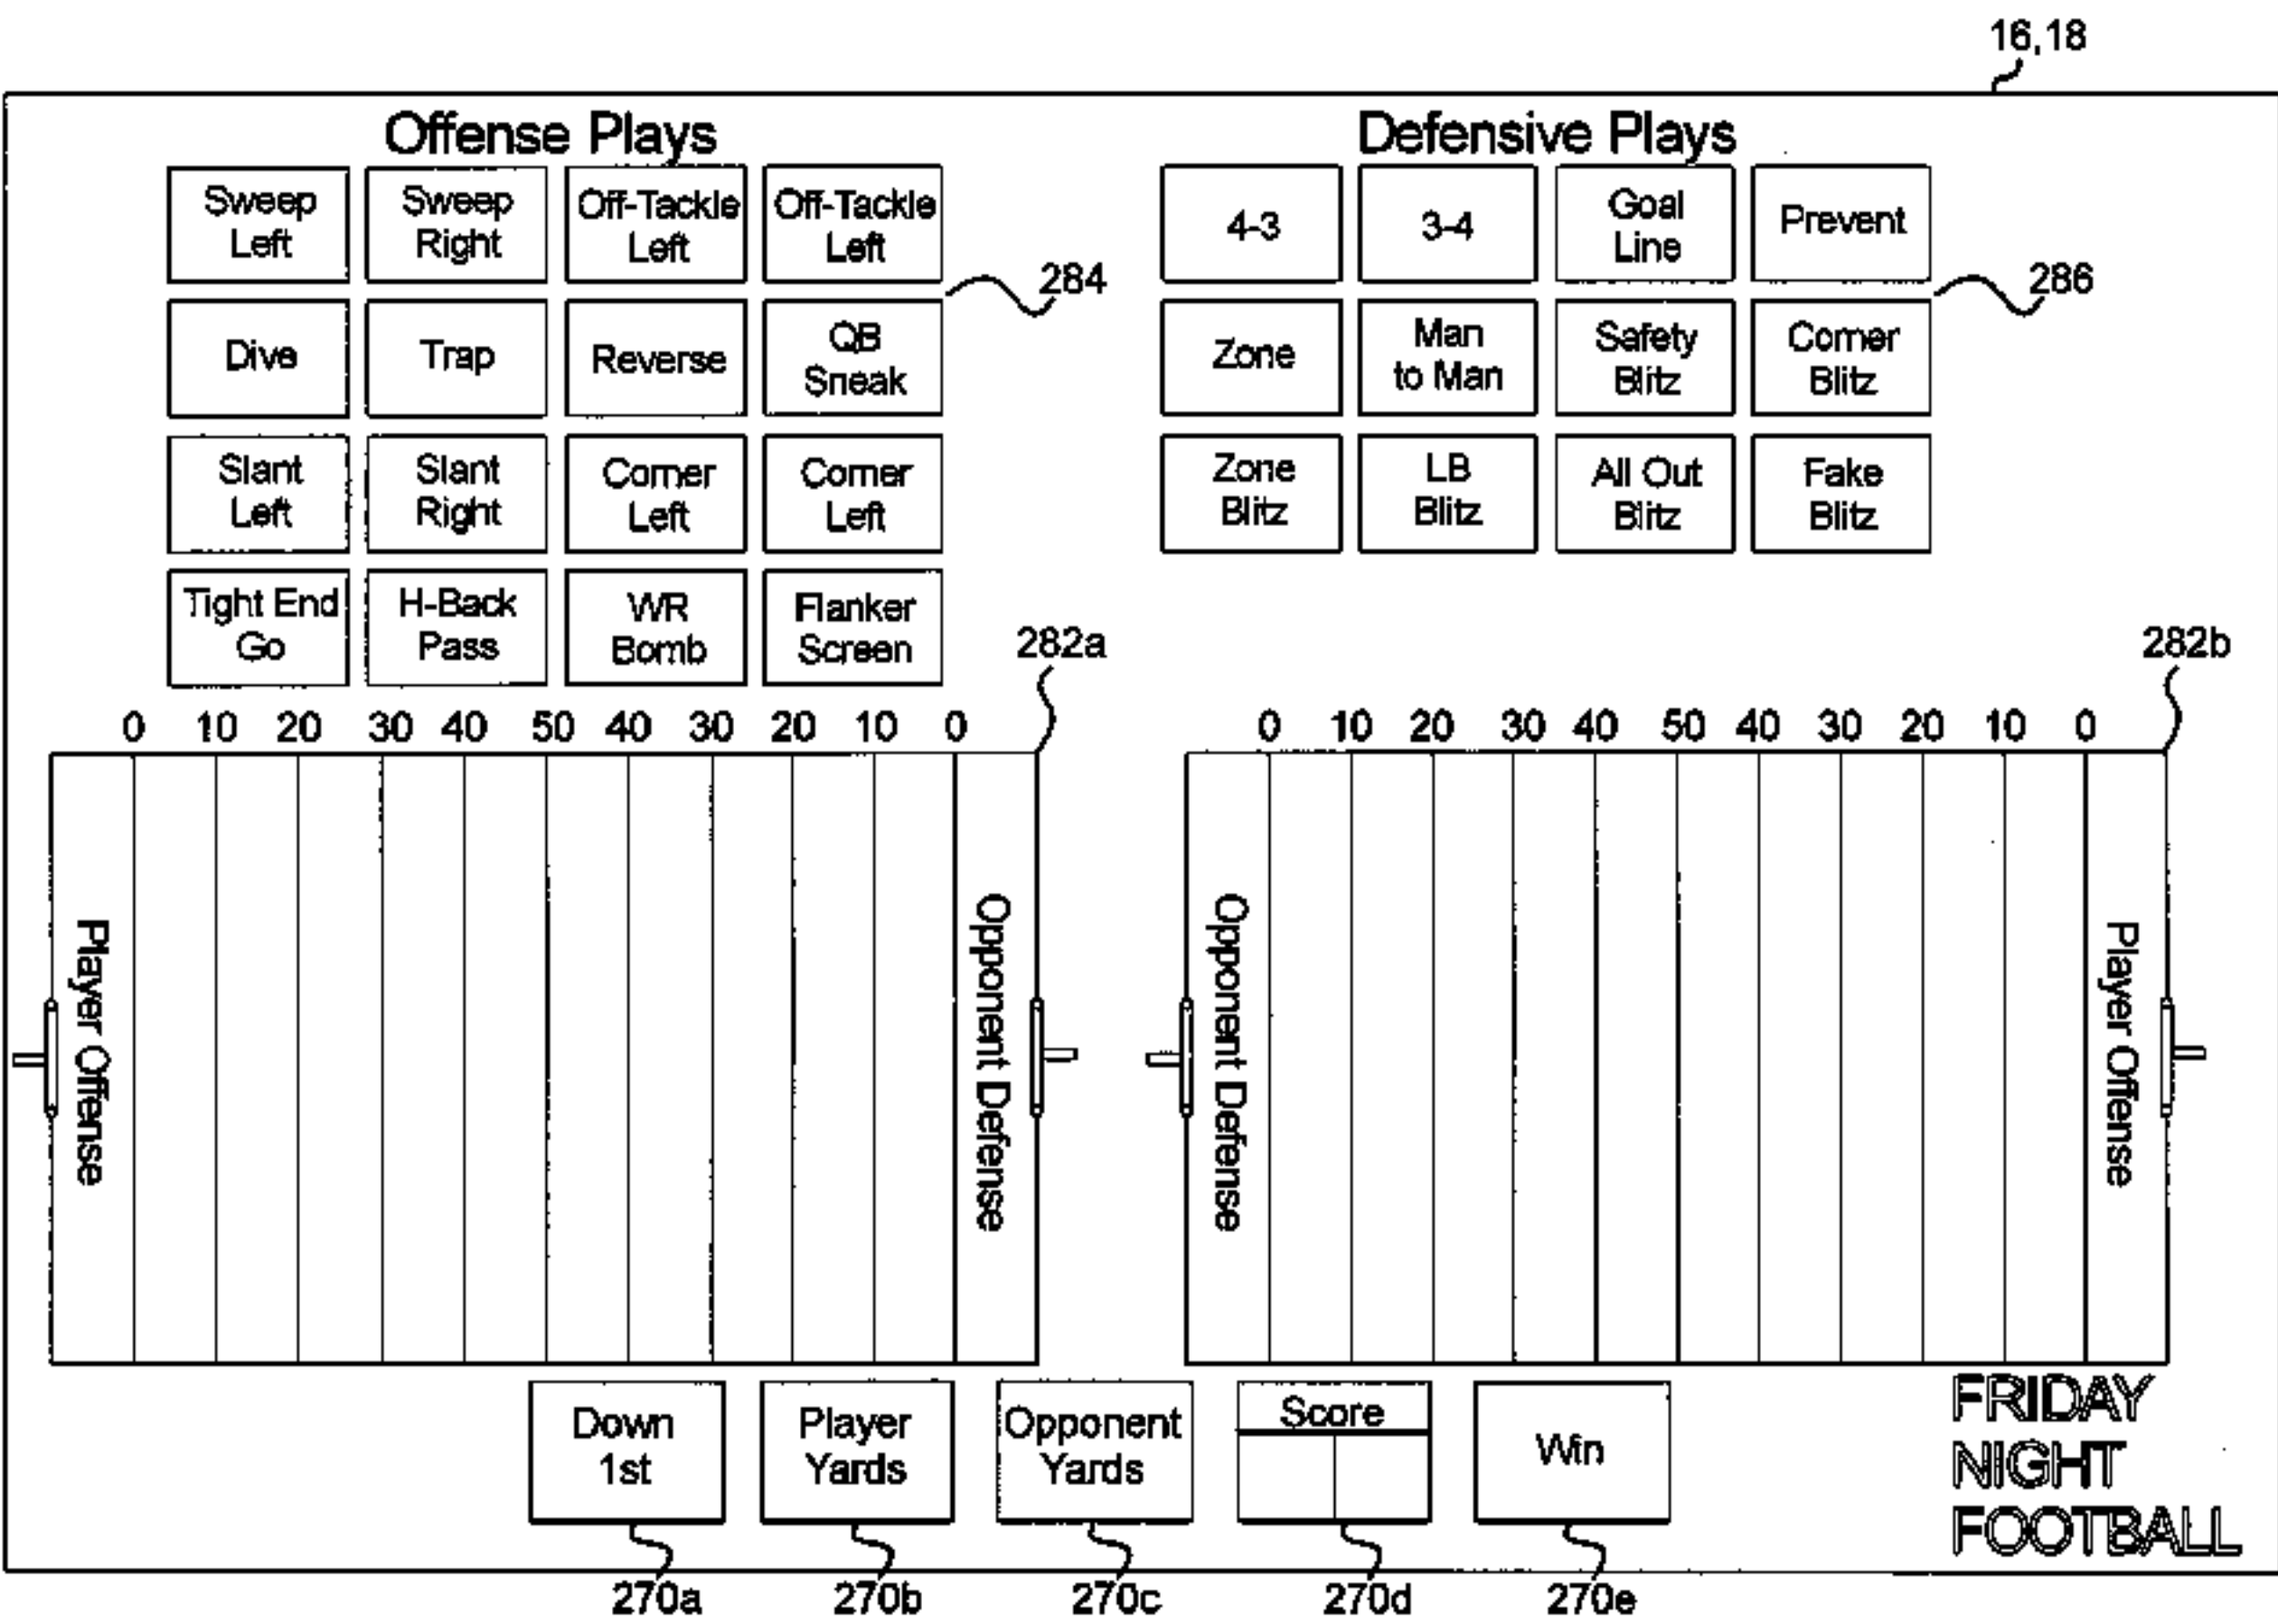 16,18
Offense Plays
Defensive Plays
Sweep
Left
Sweep
Right
Off-Tackle
Left
Off-Tackle
Left
4-3
3-4
Goal
Line
Prevent
284
286
Dive
Trap
Reverse
QB
Sneak
Zone
Man
to Man
Safety
Blitz
Corner
Blitz
Slant
Left
Slant
Right
Corner
Left
Corner
Left
Zone
Blitz
LB
Blitz
All Out
Blitz
Fake
Blitz
Tight End
Go
H-Back
Pass
WR
Bomb
Flanker
Screen
282a
282b
0 10 20 30 40 50 40 30 20 10 0
0 10 20 30 40 50 40 30 20 10 0
Player Offense
Opponent Defense
Opponent Defense
Player Offense
Down
1st
Player
Yards
Opponent
Yards
Score
Win
FRIDAY
NIGHT
FOOTBALL
270a
270b
270c
270d
270e